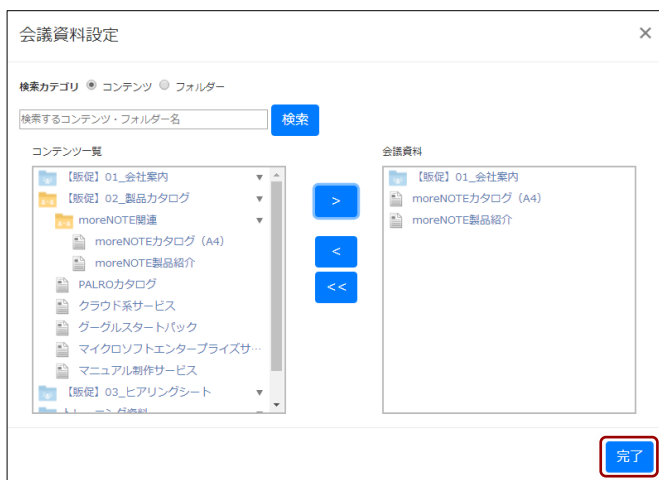 会議資料設定
×
検索カテゴリ コンテンツ フォルダー
検索するコンテンツ・フォルダー名 検索
コンテンツ一覧
【販促】01_会社案内
【販促】02_製品カタログ
moreNOTE関連
moreNOTEカタログ（A4）
moreNOTE製品紹介
PALROカタログ
クラウド系サービス
グーグルスタートパック
マイクロソフトエンタープライズサ…
マニュアル制作サービス
【販促】03_ヒアリングシート
>
<
<<
会議資料
【販促】01_会社案内
moreNOTEカタログ（A4）
moreNOTE製品紹介
完了